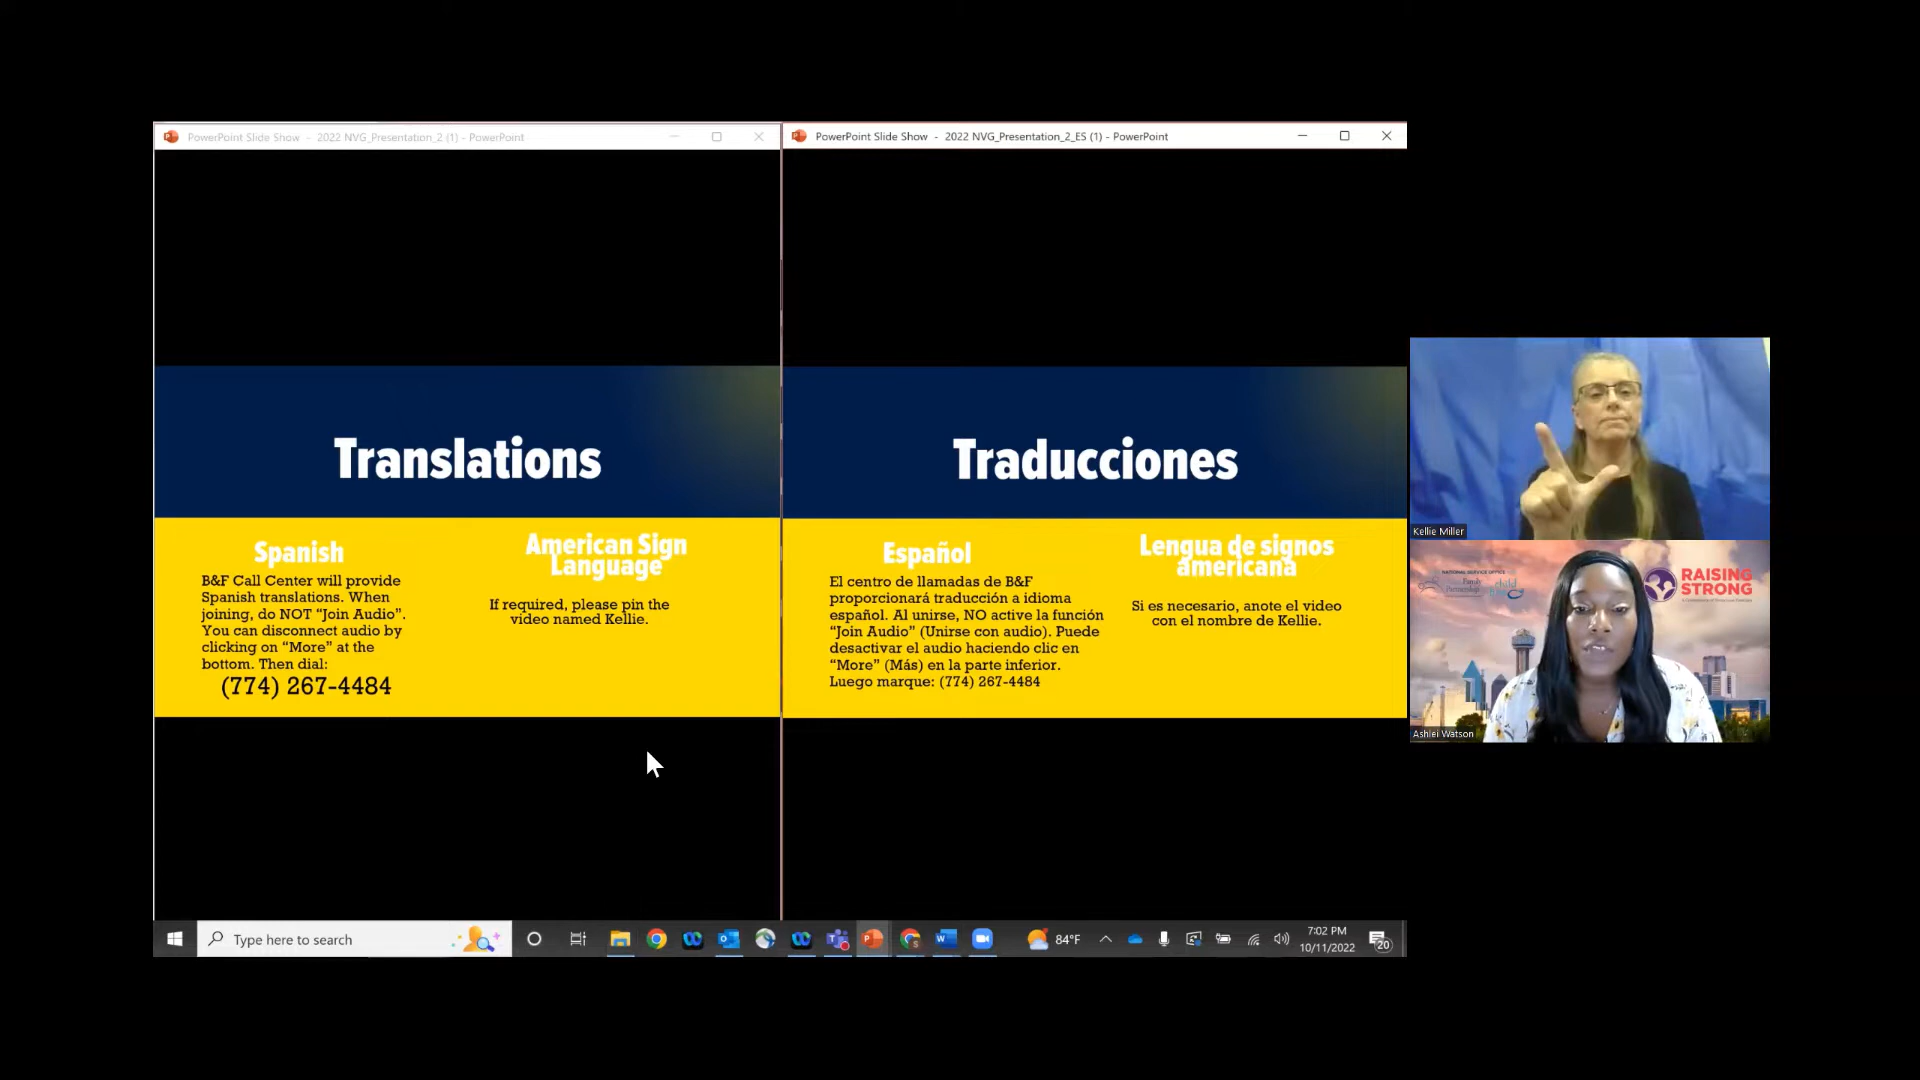 PowerPoint Slide Show - 2022 NVG_Presentation_2 (1) - PowerPoint
Translations
Spanish
B&F Call Center will provide
Spanish translations. When
joining, do NOT “Join Audio”.
You can disconnect audio by
clicking on “More” at the
bottom. Then dial:
(774) 267-4484
American Sign
Language
If required, please pin the
video named Kellie.
PowerPoint Slide Show - 2022 NVG_Presentation_2_ES (1) - PowerPoint
Traducciones
Español
El centro de llamadas de B&F
proporcionará traducción a idioma
español. Al unirse, NO active la función
“Join Audio” (Unirse con audio). Puede
desactivar el audio haciendo clic en
“More” (Más) en la parte inferior.
Luego marque: (774) 267-4484
Lengua de signos
americana
Si es necesario, anote el video
con el nombre de Kellie.
Kellie Miller
NATIONAL SERVICE OFFICE
Family
Partnership
child
RAISING
STRONG
Ashlei Watson
Type here to search
84°F
7:02 PM
10/11/2022
20